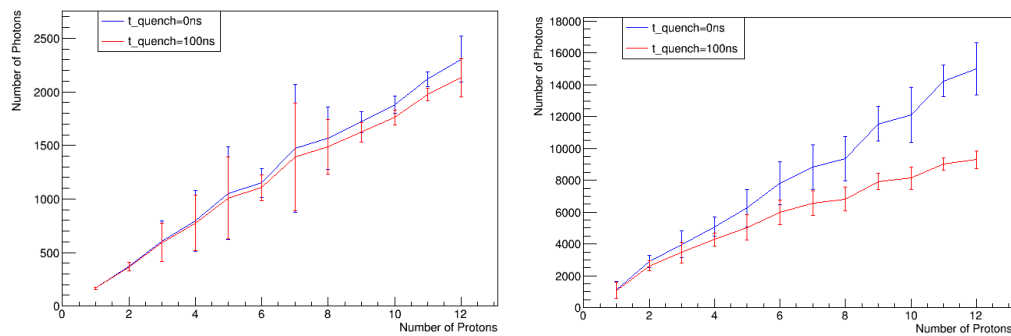 t_quench=0ns
t_quench=100ns
Number of Photons
2500
2000
1500
1000
500
0
0 2 4 6 8 10 12
Number of Protons
t_quench=0ns
t_quench=100ns
Number of Photons
18000
16000
14000
12000
10000
8000
6000
4000
2000
0
0 2 4 6 8 10 12
Number of Protons